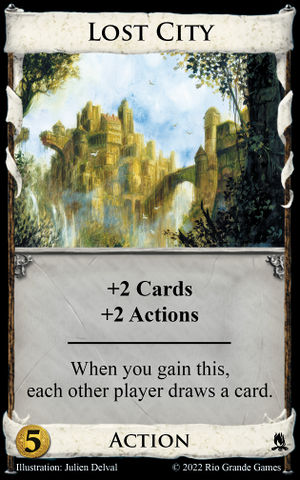 LOST CITY
+2 Cards
+2 Actions
When you gain this,
each other player draws a card.
5 ACTION
Illustration: Julien Delval © 2022 Rio Grande Games